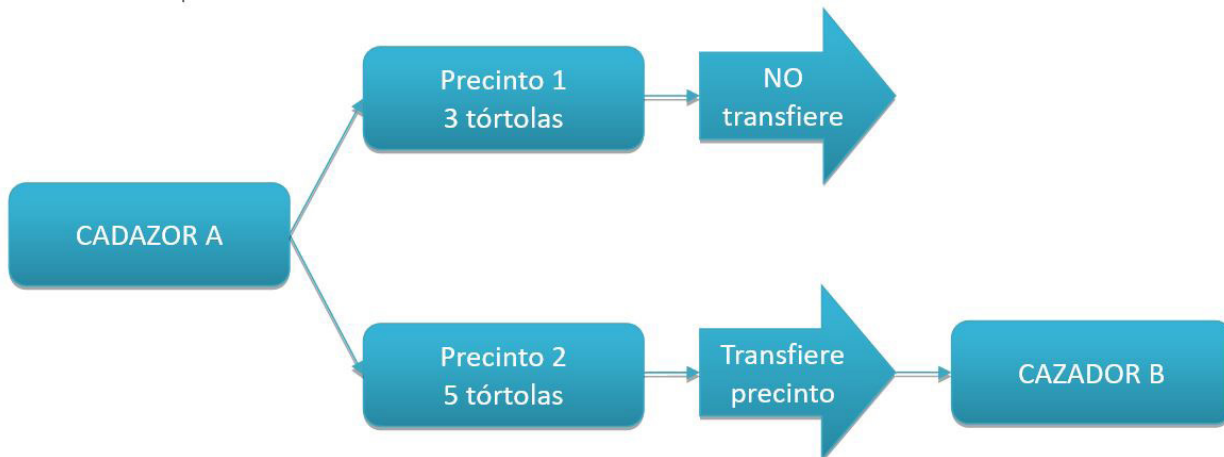 CADAZOR A
Precinto 1
3 tórtolas
NO
transfiere
Precinto 2
5 tórtolas
Transfiere
precinto
CAZADOR B